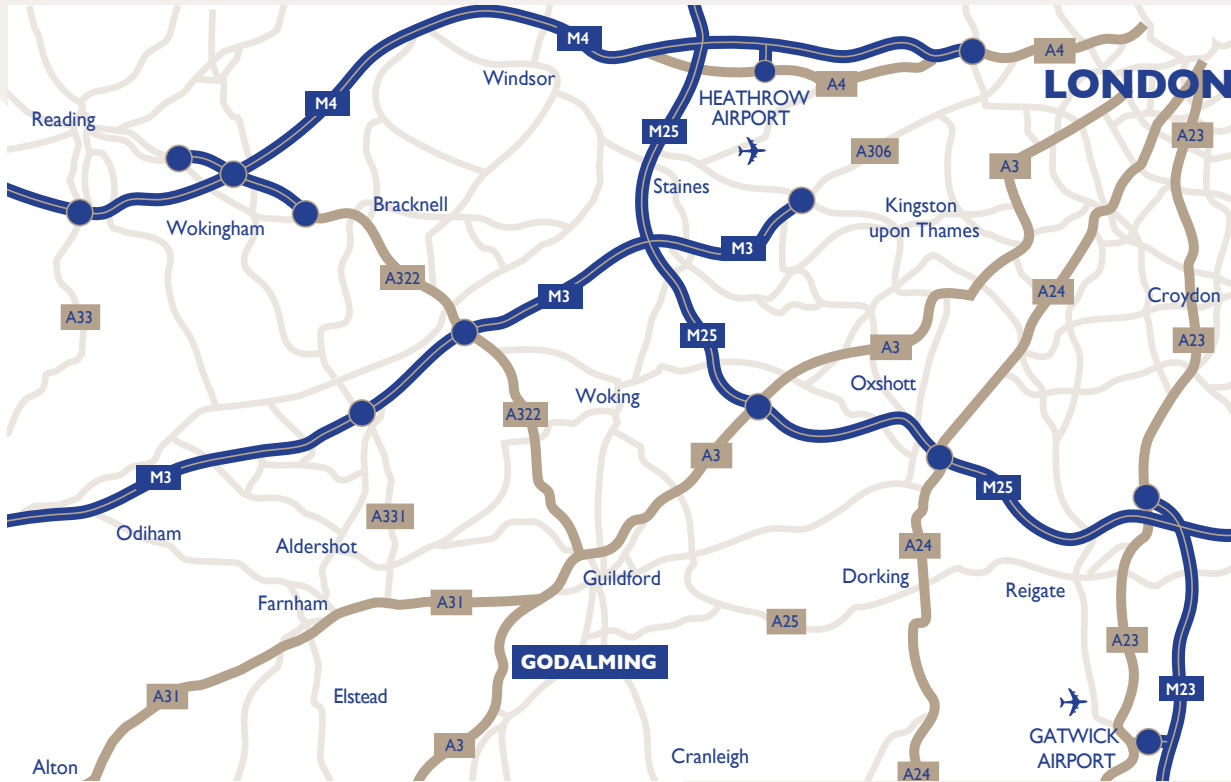 M4
A4
Windsor
LONDON
M4
A4
HEATHROW
AIRPORT
Reading
M25
A23
A306
A3
Staines
Bracknell
Kingston
upon Thames
Wokingham
M3
A322
A24
M3
Croydon
A33
M25
A3
A23
Oxshott
Woking
A322
A3
M3
M25
A331
Odiham
Aldershot
A24
Guildford
Dorking
Reigate
Farnham
A31
A25
A23
GODALMING
M23
A31
Elstead
GATWICK
AIRPORT
A3
Cranleigh
Alton
A24